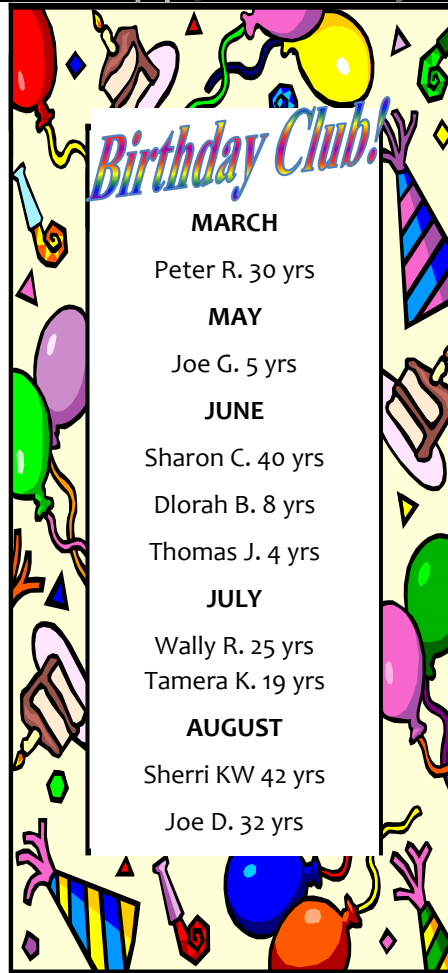 Birthday Club!
MARCH
Peter R. 30 yrs
MAY
Joe G. 5 yrs
JUNE
Sharon C. 40 yrs
Dlorah B. 8 yrs
Thomas J. 4 yrs
JULY
Wally R. 25 yrs
Tamera K. 19 yrs
AUGUST
Sherri KW 42 yrs
Joe D. 32 yrs